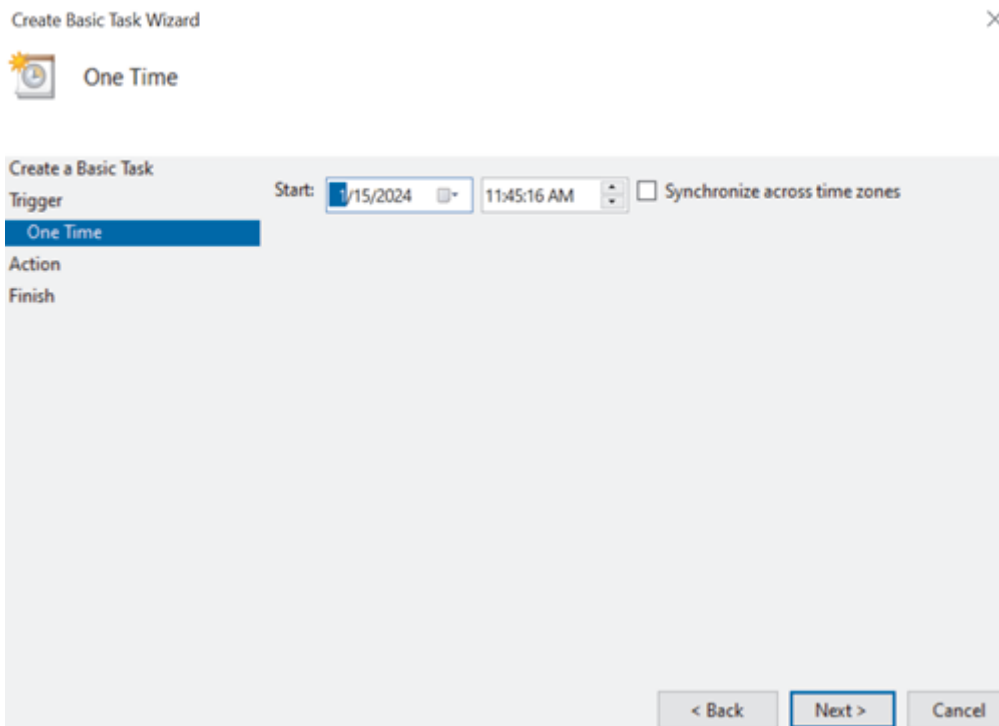 Create Basic Task Wizard
One Time
Create a Basic Task
Trigger
One Time
Action
Finish
Start: 1/15/2024 11:45:16 AM Synchronize across time zones
< Back Next > Cancel